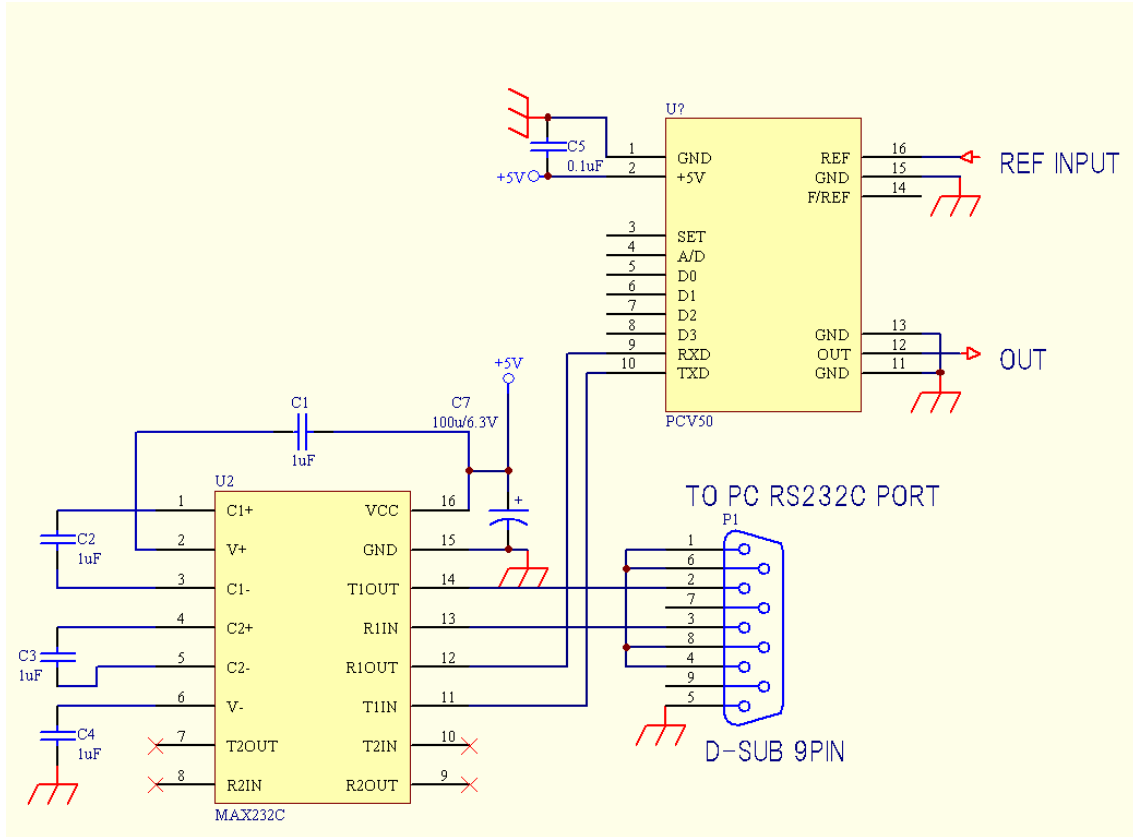 U?
C5
0.1uF
+5V
1 GND
2 +5V
3 SET
4 A/D
5 D0
6 D1
7 D2
8 D3
9 RXD
10 TXD
REF 16
GND 15
F/REF 14
GND 13
OUT 12
GND 11
REF INPUT
OUT
PCV50
+5V
C1
1uF
C7
100u/6.3V
U2
1 C1+
2 V+
3 C1-
4 C2+
5 C2-
6 V-
7 T2OUT
8 R2IN
VCC 16
GND 15
T1OUT 14
R1IN 13
R1OUT 12
T1IN 11
T2IN 10
R2OUT 9
+
C2
1uF
C3
1uF
C4
1uF
MAX232C
TO PC RS232C PORT
P1
1
6
2
7
3
8
4
9
5
D-SUB 9PIN